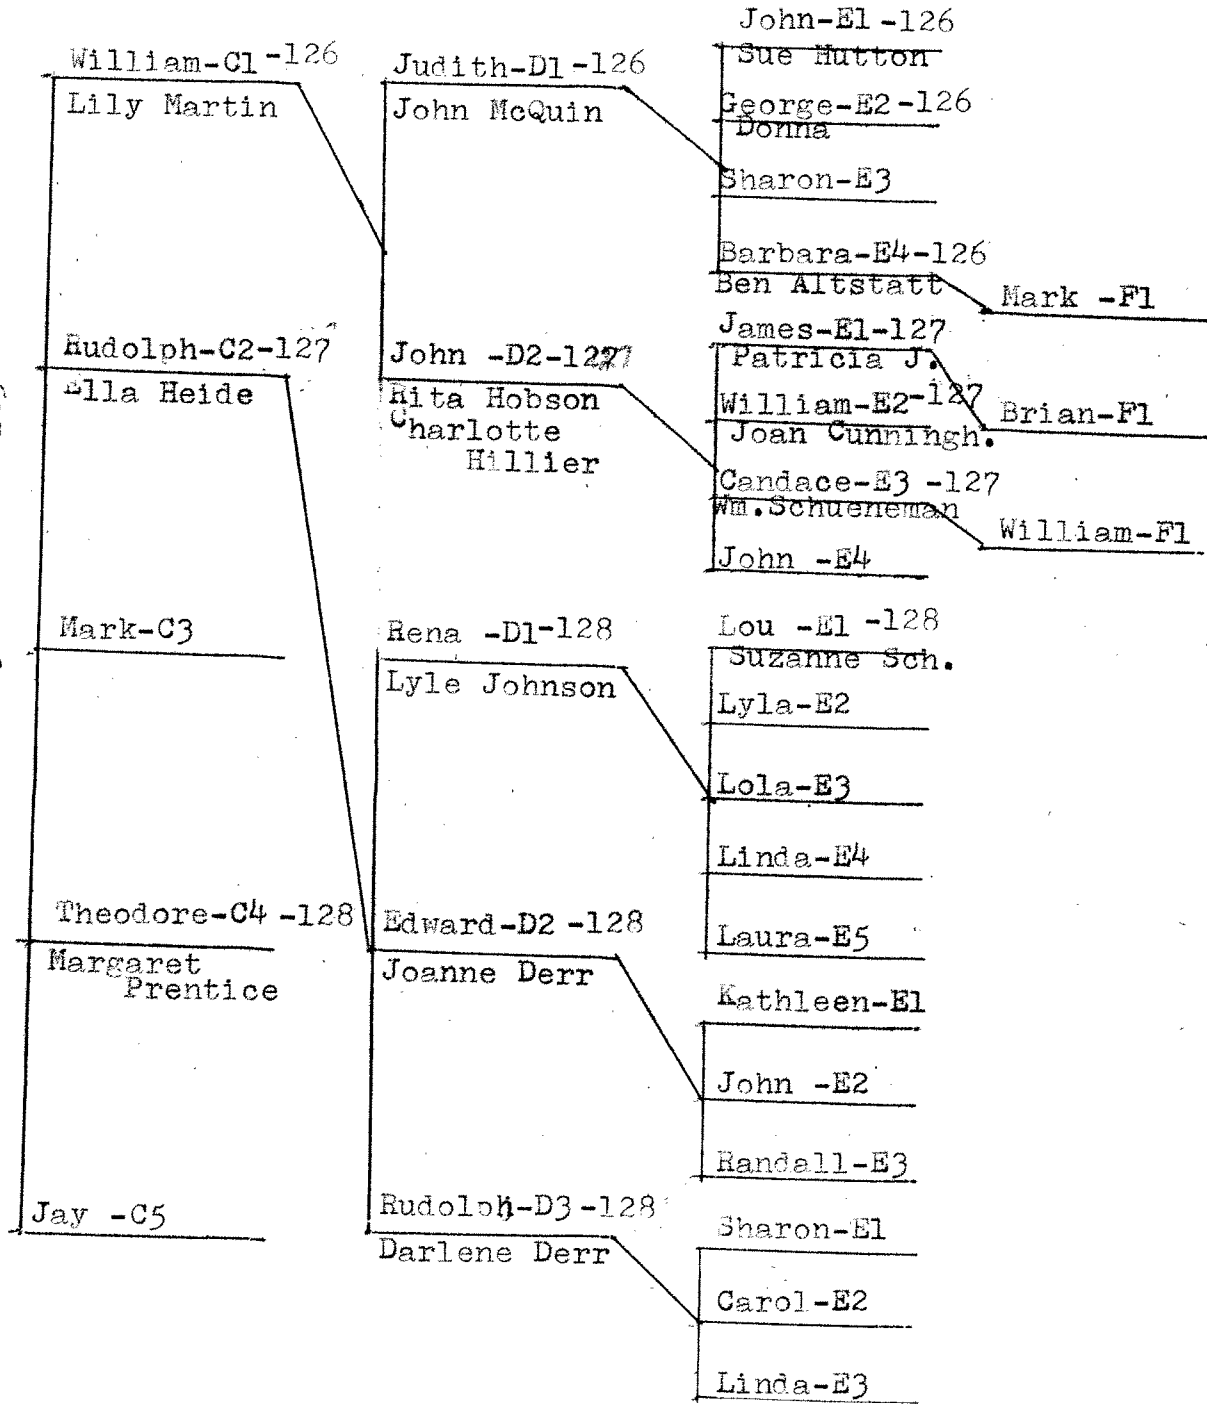 William-C1-126
Lily Martin
Rudolph-C2-127
Ella Heide
Mark-C3
Theodore-C4 -128
Margaret
Prentice
Jay -C5
Judith-D1-126
John McQuin
John -D2-127
Rita Hobson
Charlotte
Hillier
Rena -D1-128
Lyle Johnson
Edward-D2 -128
Joanne Derr
Rudolph-D3-128
Darlene Derr
John-E1-126
Sue Hutton
George-E2-126
Donna
Sharon-E3
Barbara-E4-126
Ben Altstatt
James-E1-127
Patricia J.
William-E2-127
Joan Cunningh.
Candace-E3 -127
Wm.Schueneman
John -E4
Lou -E1 -128
Suzanne Sch.
Lyla-E2
Lola-E3
Linda-E4
Laura-E5
Kathleen-E1
John -E2
Randall-E3
Sharon-E1
Carol-E2
Linda-E3
Mark -F1
Brian-F1
William-F1